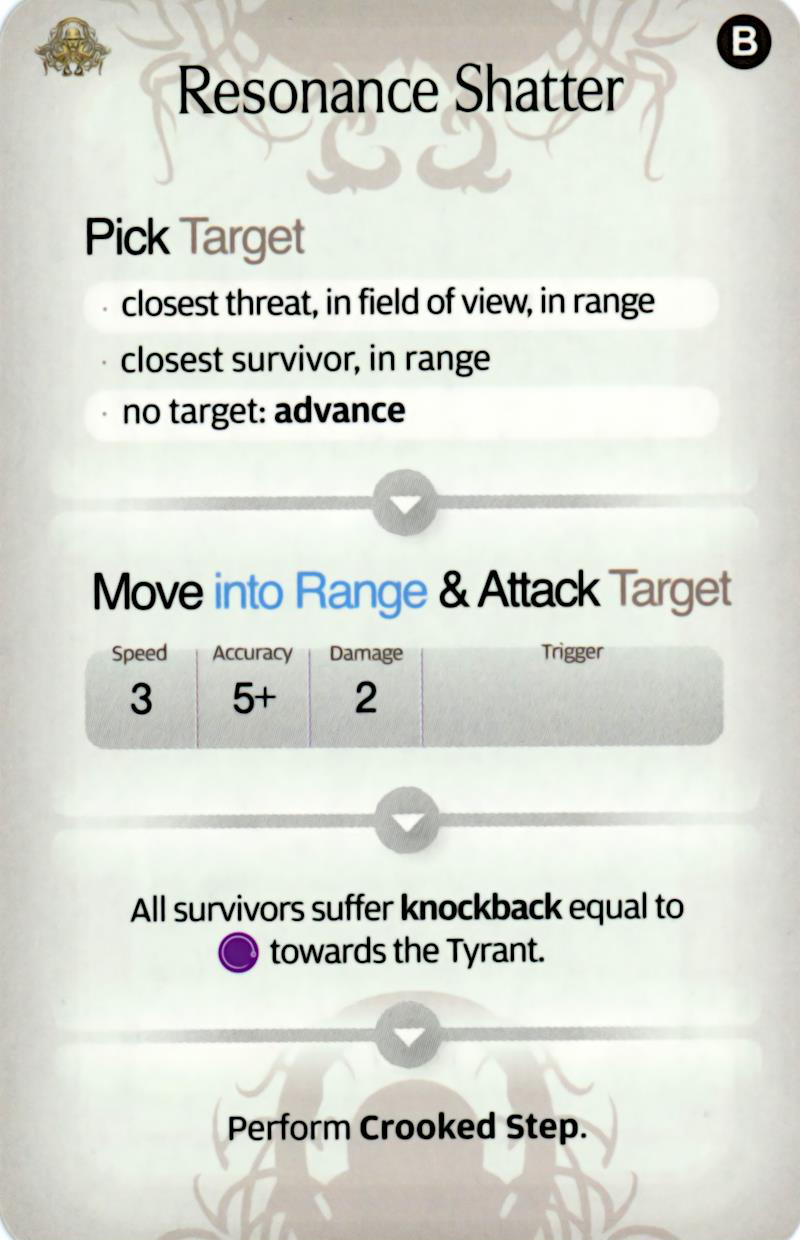 B
Resonance Shatter
Pick Target
· closest threat, in field of view, in range
· closest survivor, in range
· no target: advance
Move into Range & Attack Target
Speed Accuracy Damage Trigger
3 5+ 2
All survivors suffer knockback equal to
towards the Tyrant.
Perform Crooked Step.